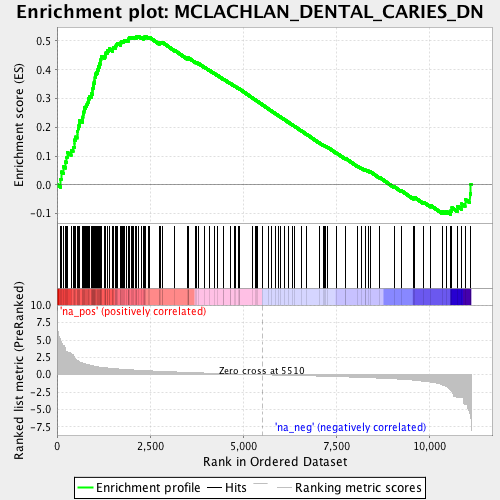 Enrichment plot: MCLACHLAN_DENTAL_CARIES_DN
Enrichment score (ES)
0.5
0.4
0.3
0.2
0.1
0.0
-0.1
'na_pos' (positively correlated)
Ranked list metric (PreRanked)
10.0
7.5
5.0
2.5
0.0
-2.5
-5.0
-7.5
Zero cross at 5510
'na_neg' (negatively correlated)
0
2,500
5,000
7,500
10,000
Rank in Ordered Dataset
Enrichment profile
Hits
Ranking metric scores